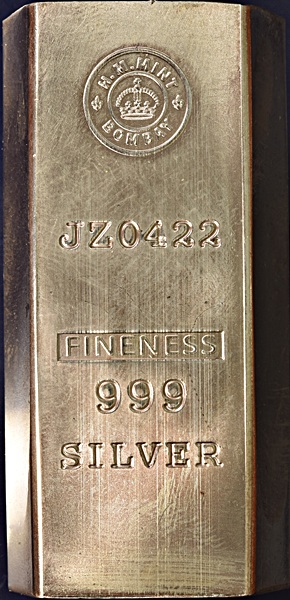 H.M.MINT
BOMBAY
JZ0422
FINENESS
999
SILVER